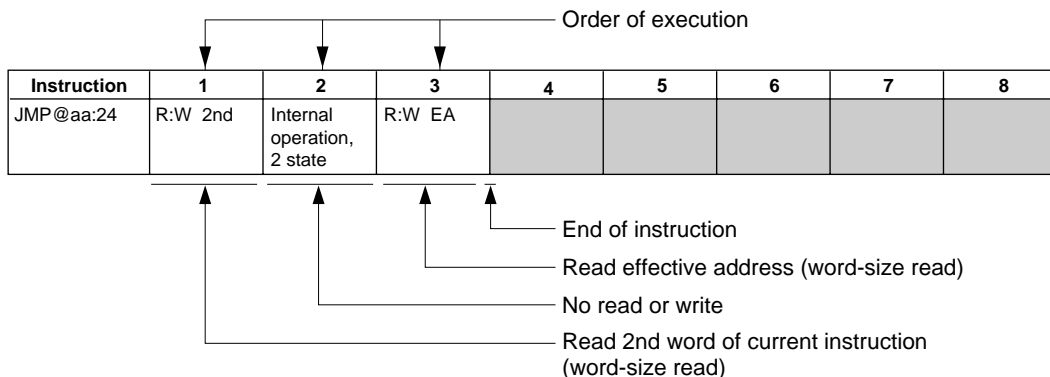 Order of execution
Instruction 1 2 3 4 5 6 7 8
JMP@aa:24 R:W 2nd Internal operation, 2 state R:W EA
End of instruction
Read effective address (word-size read)
No read or write
Read 2nd word of current instruction
(word-size read)